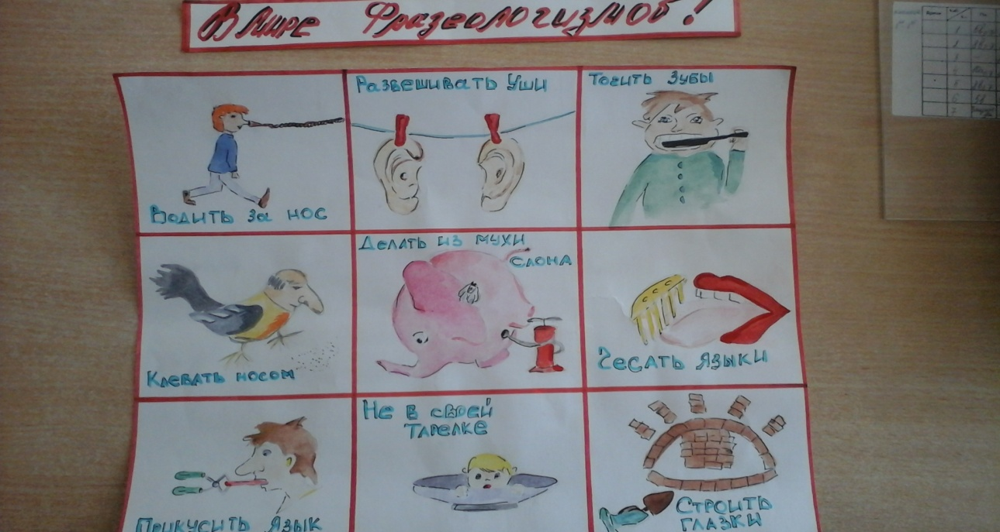 В мире Фразеологизмов!
Водить за нос
Развешивать Уши
Точить Зубы
Клевать носом
Делать из мухи
слона
Чесать языки
Прикусить язык
Не в своей
Тарелке
Строить
глазки